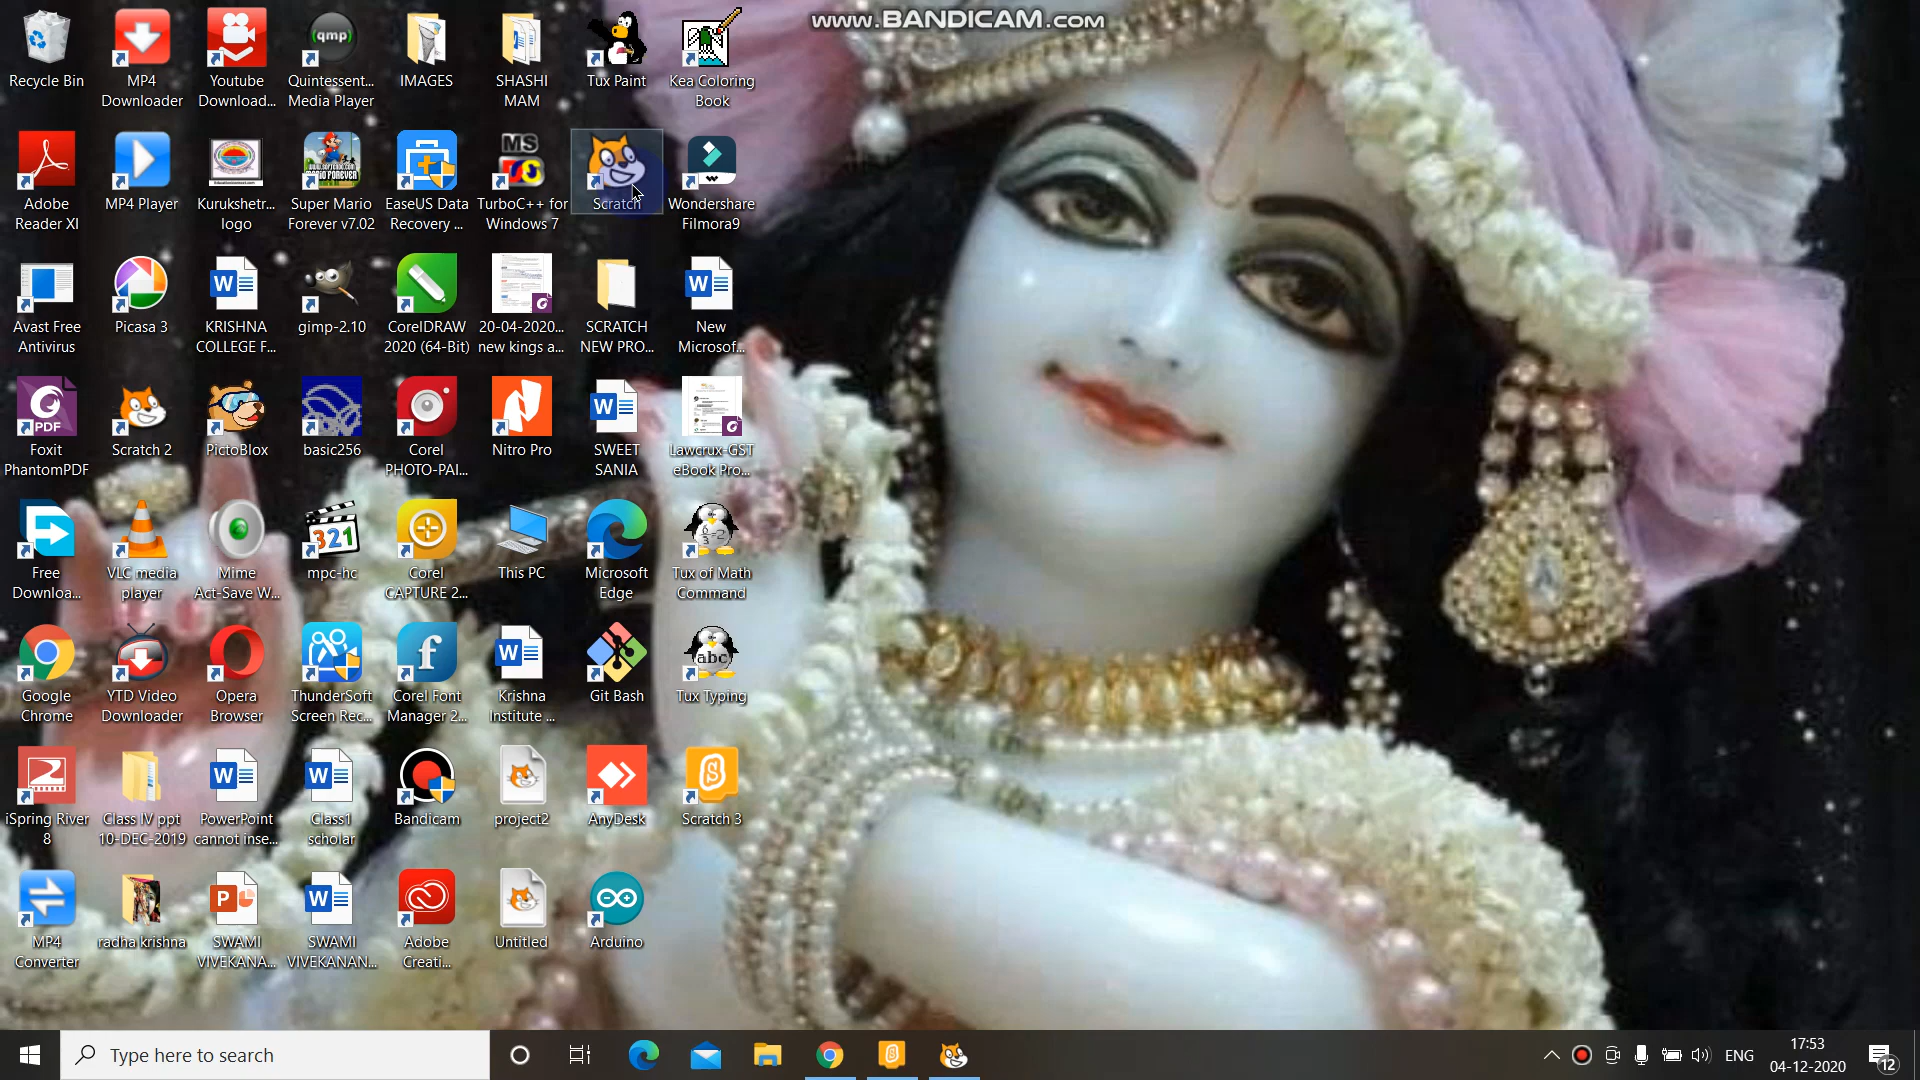 www.BANDICAM.com
Recycle Bin
MP4
Downloader
Youtube
Download...
Quintessent...
Media Player
IMAGES
SHASHI
MAM
Tux Paint
Kea Coloring
Book
Adobe
Reader XI
MP4 Player
Kurukshetr...
logo
Super Mario
Forever v7.02
EaseUS Data
Recovery ...
TurboC++ for
Windows 7
Scratch
Wondershare
Filmora9
Avast Free
Antivirus
Picasa 3
KRISHNA
COLLEGE F...
gimp-2.10
CorelDRAW
2020 (64-Bit)
20-04-2020...
new kings a...
SCRATCH
NEW PRO...
New
Microsof...
Foxit
PhantomPDF
Scratch 2
PictoBlox
basic256
Corel
PHOTO-PAI...
Nitro Pro
SWEET
SANIA
Lawcrux-GST
eBook Pro...
Free
Downloa...
VLC media
player
Mime
Act-Save W...
mpc-hc
Corel
CAPTURE 2...
This PC
Microsoft
Edge
Tux of Math
Command
Google
Chrome
YTD Video
Downloader
Opera
Browser
ThunderSoft
Screen Rec...
Corel Font
Manager 2...
Krishna
Institute ...
Git Bash
Tux Typing
iSpring River
8
Class IV ppt
10-DEC-2019
PowerPoint
cannot inse...
Class1
scholar
Bandicam
project2
AnyDesk
Scratch 3
MP4
Converter
radha krishna
SWAMI
VIVEKANA...
SWAMI
VIVEKANAN...
Adobe
Creati...
Untitled
Arduino
Type here to search
ENG
17:53
04-12-2020
12